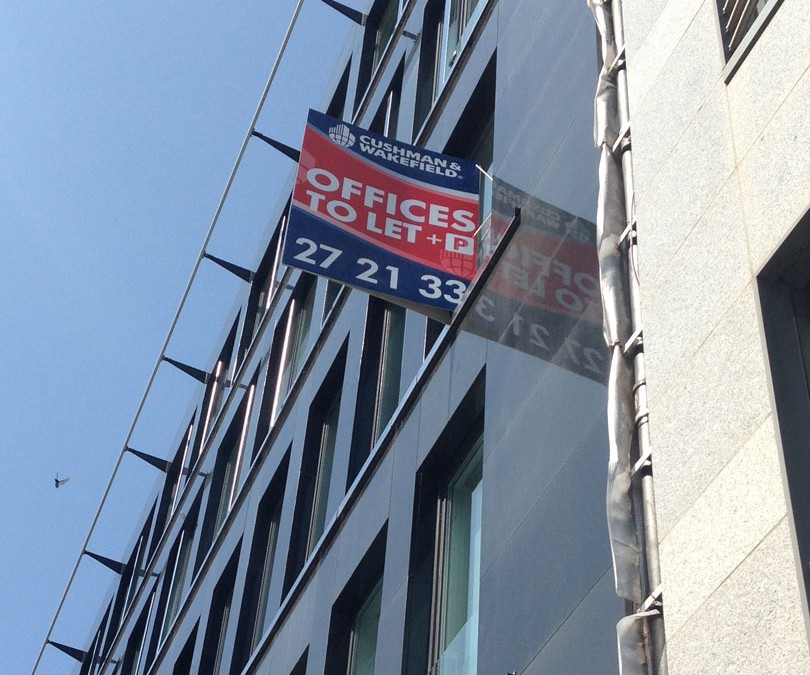 CUSHMAN &
WAKEFIELD®
OFFICES
TO LET + P
27 21 33